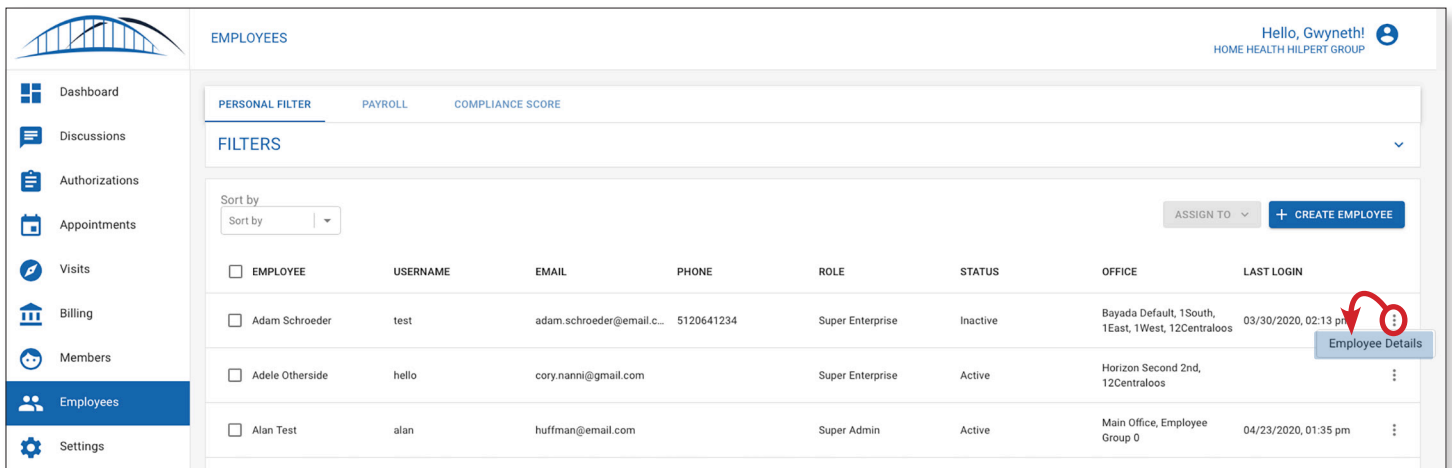 EMPLOYEES
Hello, Gwyneth!
HOME HEALTH HILPERT GROUP
Dashboard
Discussions
Authorizations
Appointments
Visits
Billing
Members
Employees
Settings
PERSONAL FILTER PAYROLL COMPLIANCE SCORE
FILTERS
Sort by
Sort by
ASSIGN TO
+ CREATE EMPLOYEE
EMPLOYEE USERNAME EMAIL PHONE ROLE STATUS OFFICE LAST LOGIN
Adam Schroeder test adam.schroeder@email.c... 5120641234 Super Enterprise Inactive Bayada Default, 1South,
1East, 1West, 12Centraloos 03/30/2020, 02:13 pm
Employee Details
Adele Otherside hello cory.nanni@gmail.com Super Enterprise Active Horizon Second 2nd,
12Centraloos
Alan Test alan huffman@email.com Super Admin Active Main Office, Employee
Group 0 04/23/2020, 01:35 pm